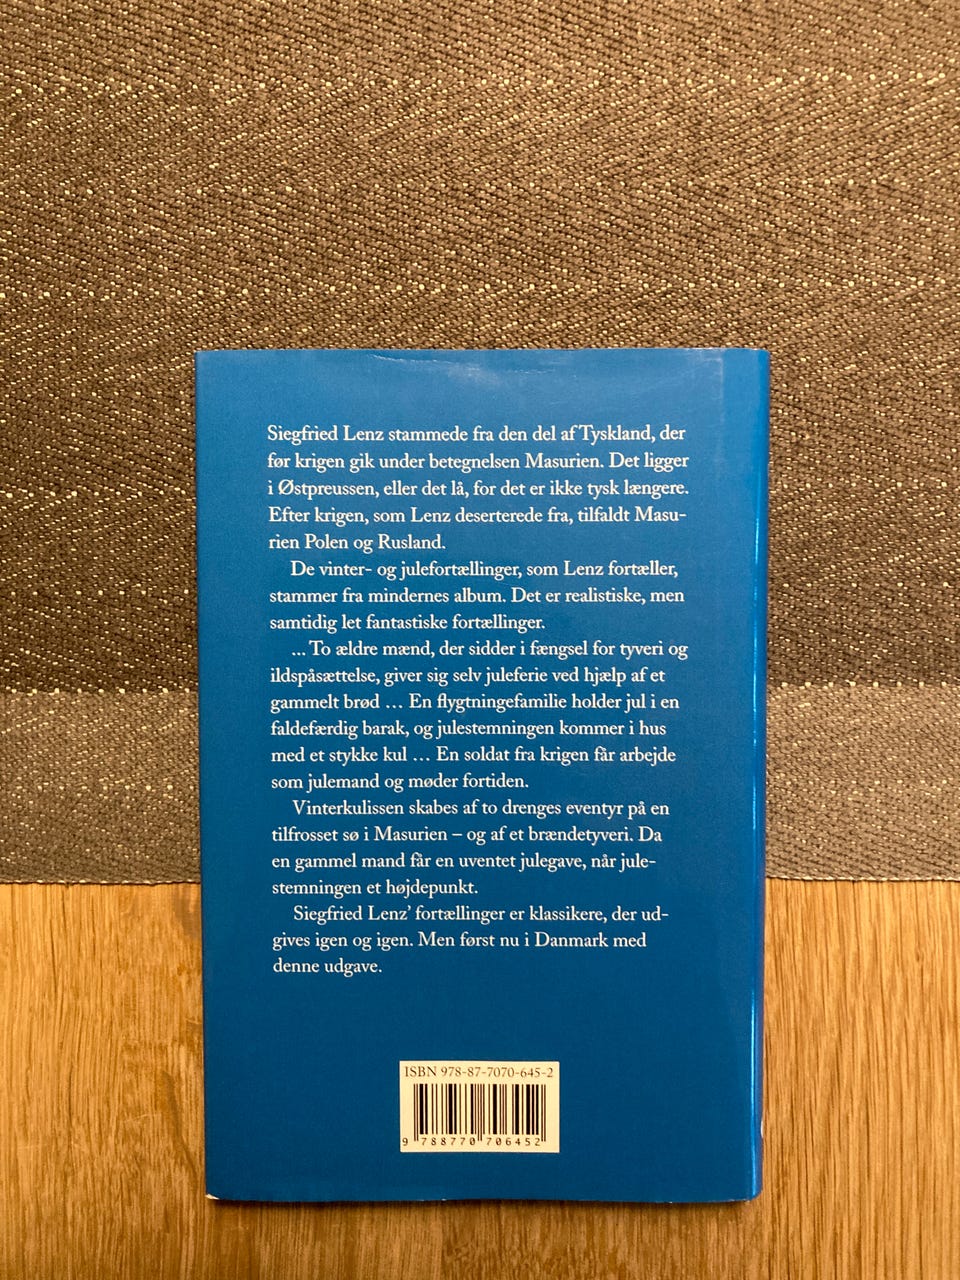 Siegfried Lenz stammede fra den del af Tyskland, der
før krigen gik under betegnelsen Masurien. Det ligger
i Østpreussen, eller det lå, for det er ikke tysk længere.
Efter krigen, som Lenz deserterede fra, tilfaldt Masu-
rien Polen og Rusland.
De vinter- og julefortællinger, som Lenz fortæller,
stammer fra mindernes album. Det er realistiske, men
samtidig let fantastiske fortællinger.
... To ældre mænd, der sidder i fængsel for tyveri og
ildspåsættelse, giver sig selv juleferie ved hjælp af et
gammelt brød ... En flygtningefamilie holder jul i en
faldefærdig barak, og julestemningen kommer i hus
med et stykke kul ... En soldat fra krigen får arbejde
som julemand og møder fortiden.
Vinterkulissen skabes af to drenges eventyr på en
tilfrosset sø i Masurien – og af et brændetyveri. Da
en gammel mand får en uventet julegave, når jule-
stemningen et højdepunkt.
Siegfried Lenz' fortællinger er klassikere, der ud-
gives igen og igen. Men først nu i Danmark med
denne udgave.
ISBN 978-87-7070-645-2
9 788770 706452